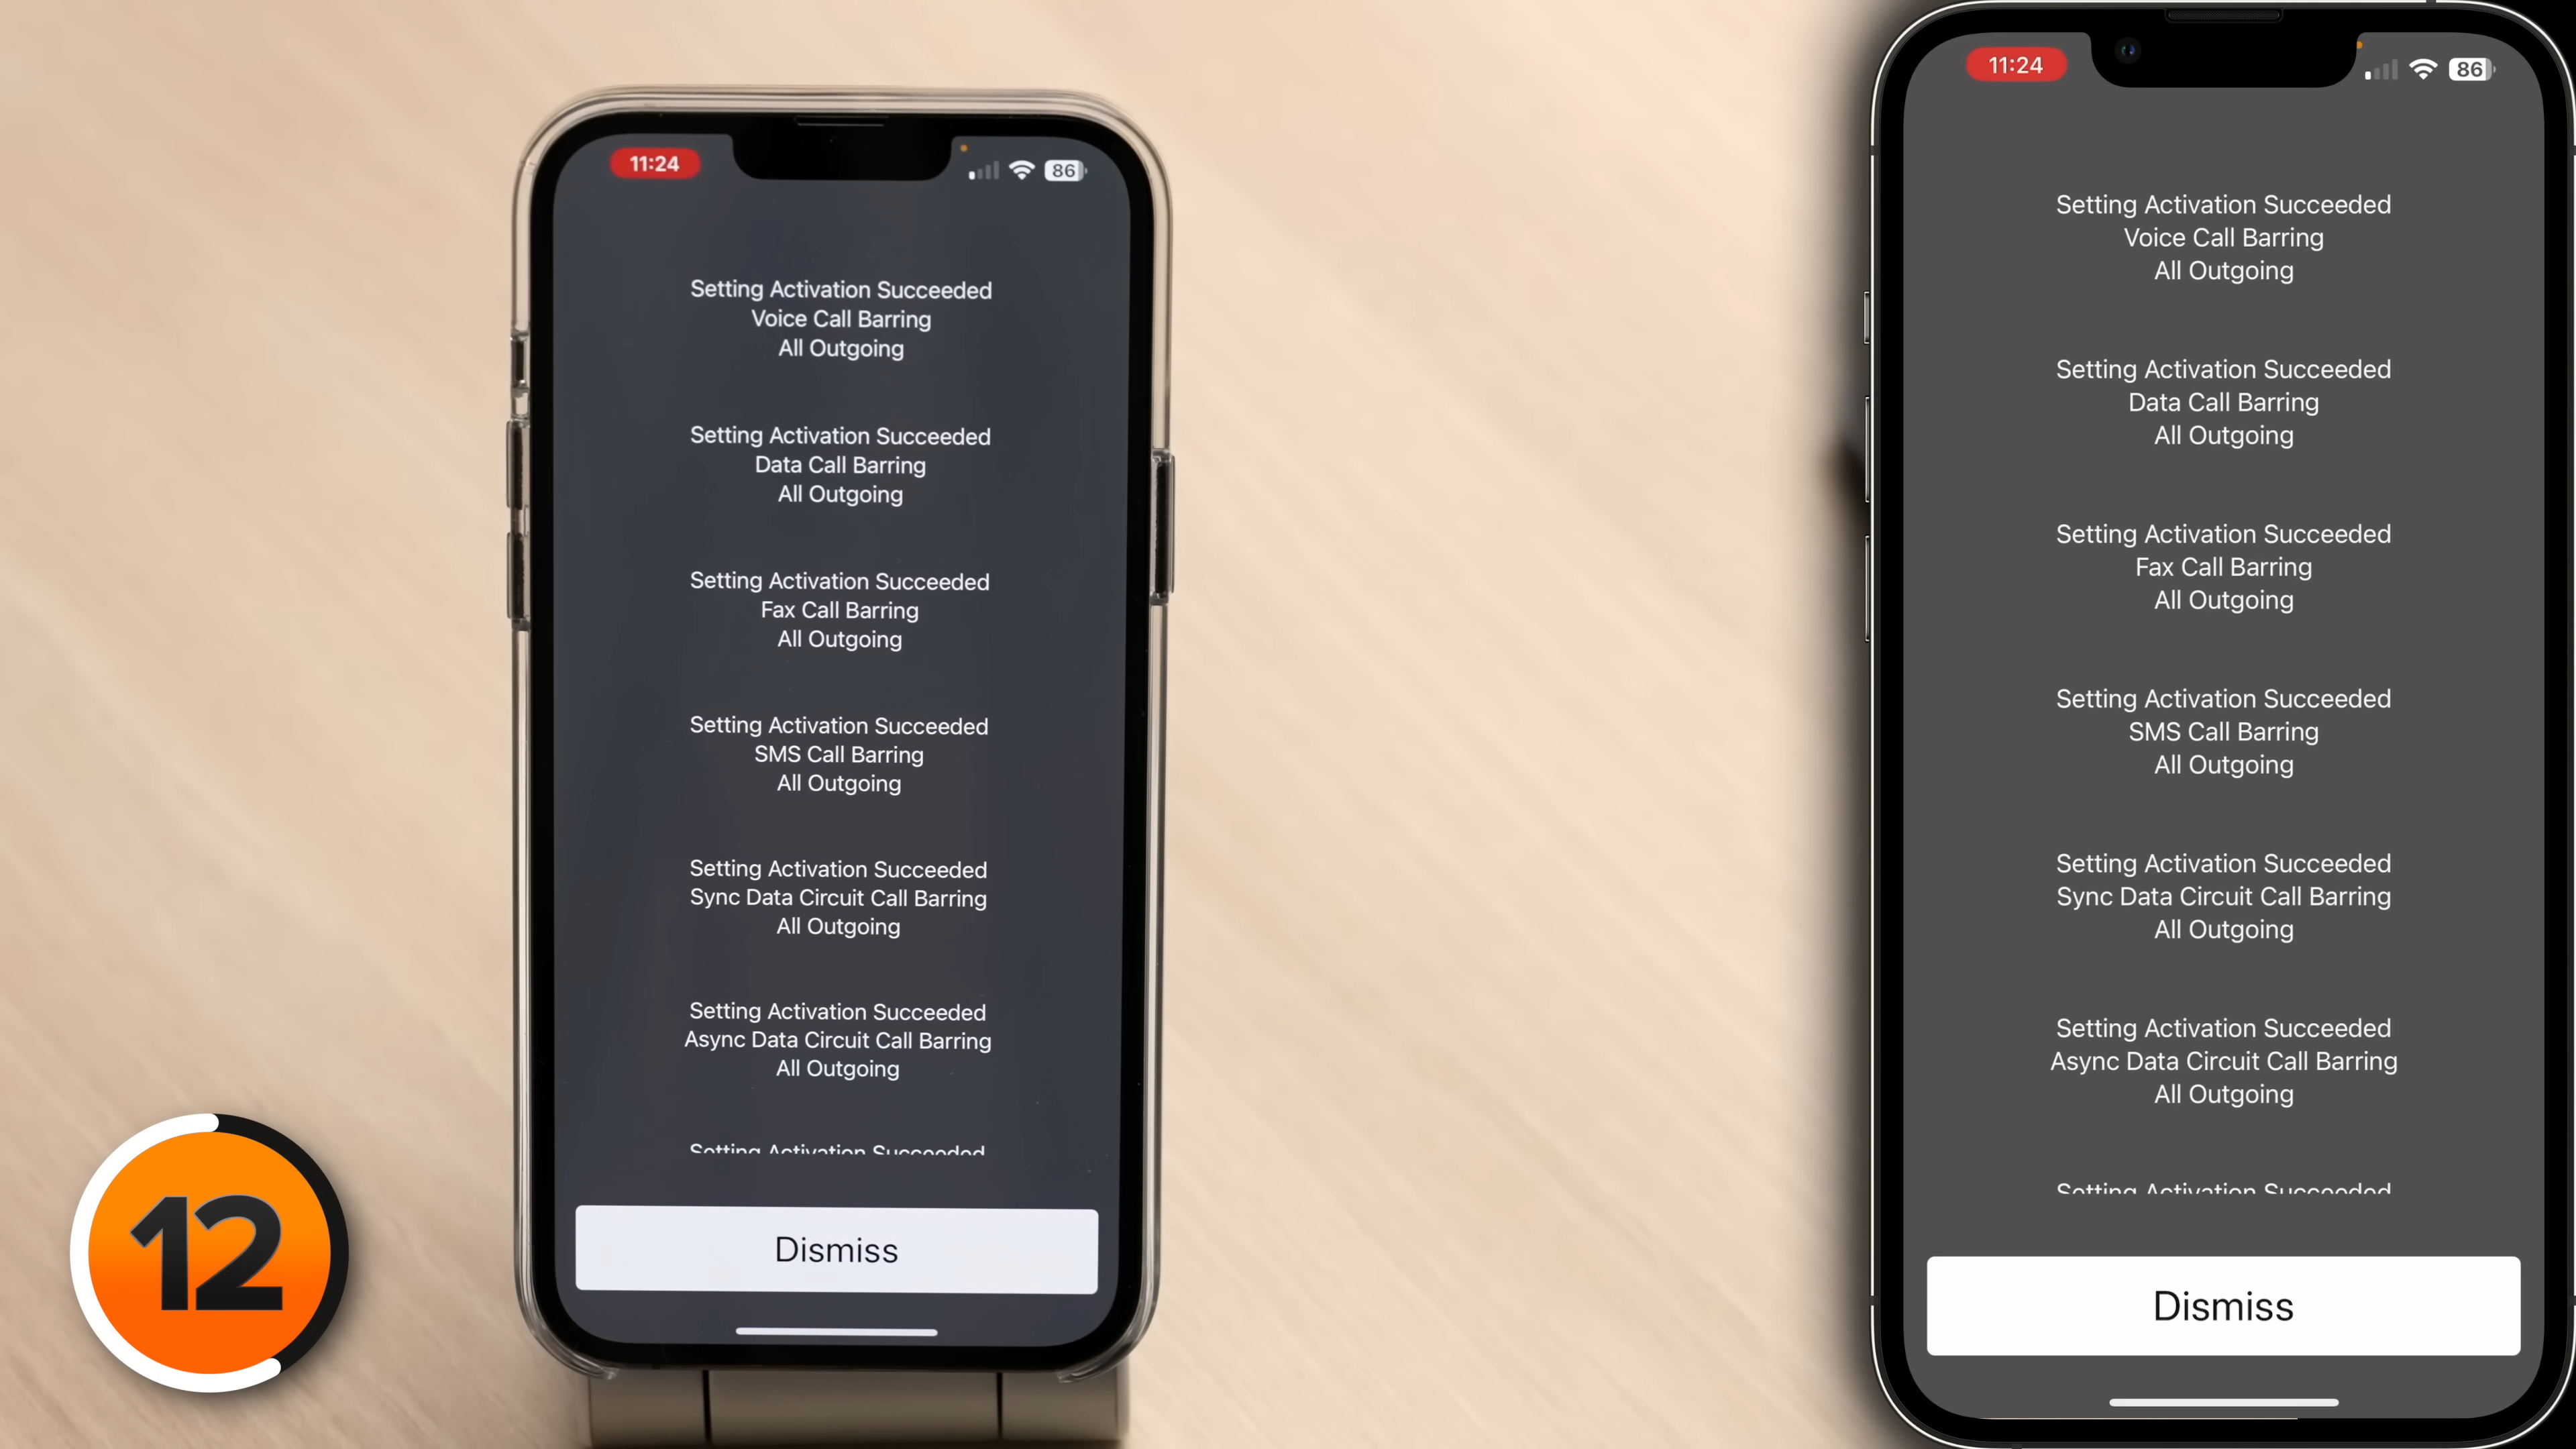 11:24
86
Setting Activation Succeeded
Voice Call Barring
All Outgoing
Setting Activation Succeeded
Data Call Barring
All Outgoing
Setting Activation Succeeded
Fax Call Barring
All Outgoing
Setting Activation Succeeded
SMS Call Barring
All Outgoing
Setting Activation Succeeded
Sync Data Circuit Call Barring
All Outgoing
Setting Activation Succeeded
Async Data Circuit Call Barring
All Outgoing
Setting Activation Succeeded
Dismiss
12
11:24
86
Setting Activation Succeeded
Voice Call Barring
All Outgoing
Setting Activation Succeeded
Data Call Barring
All Outgoing
Setting Activation Succeeded
Fax Call Barring
All Outgoing
Setting Activation Succeeded
SMS Call Barring
All Outgoing
Setting Activation Succeeded
Sync Data Circuit Call Barring
All Outgoing
Setting Activation Succeeded
Async Data Circuit Call Barring
All Outgoing
Setting Activation Succeeded
Dismiss